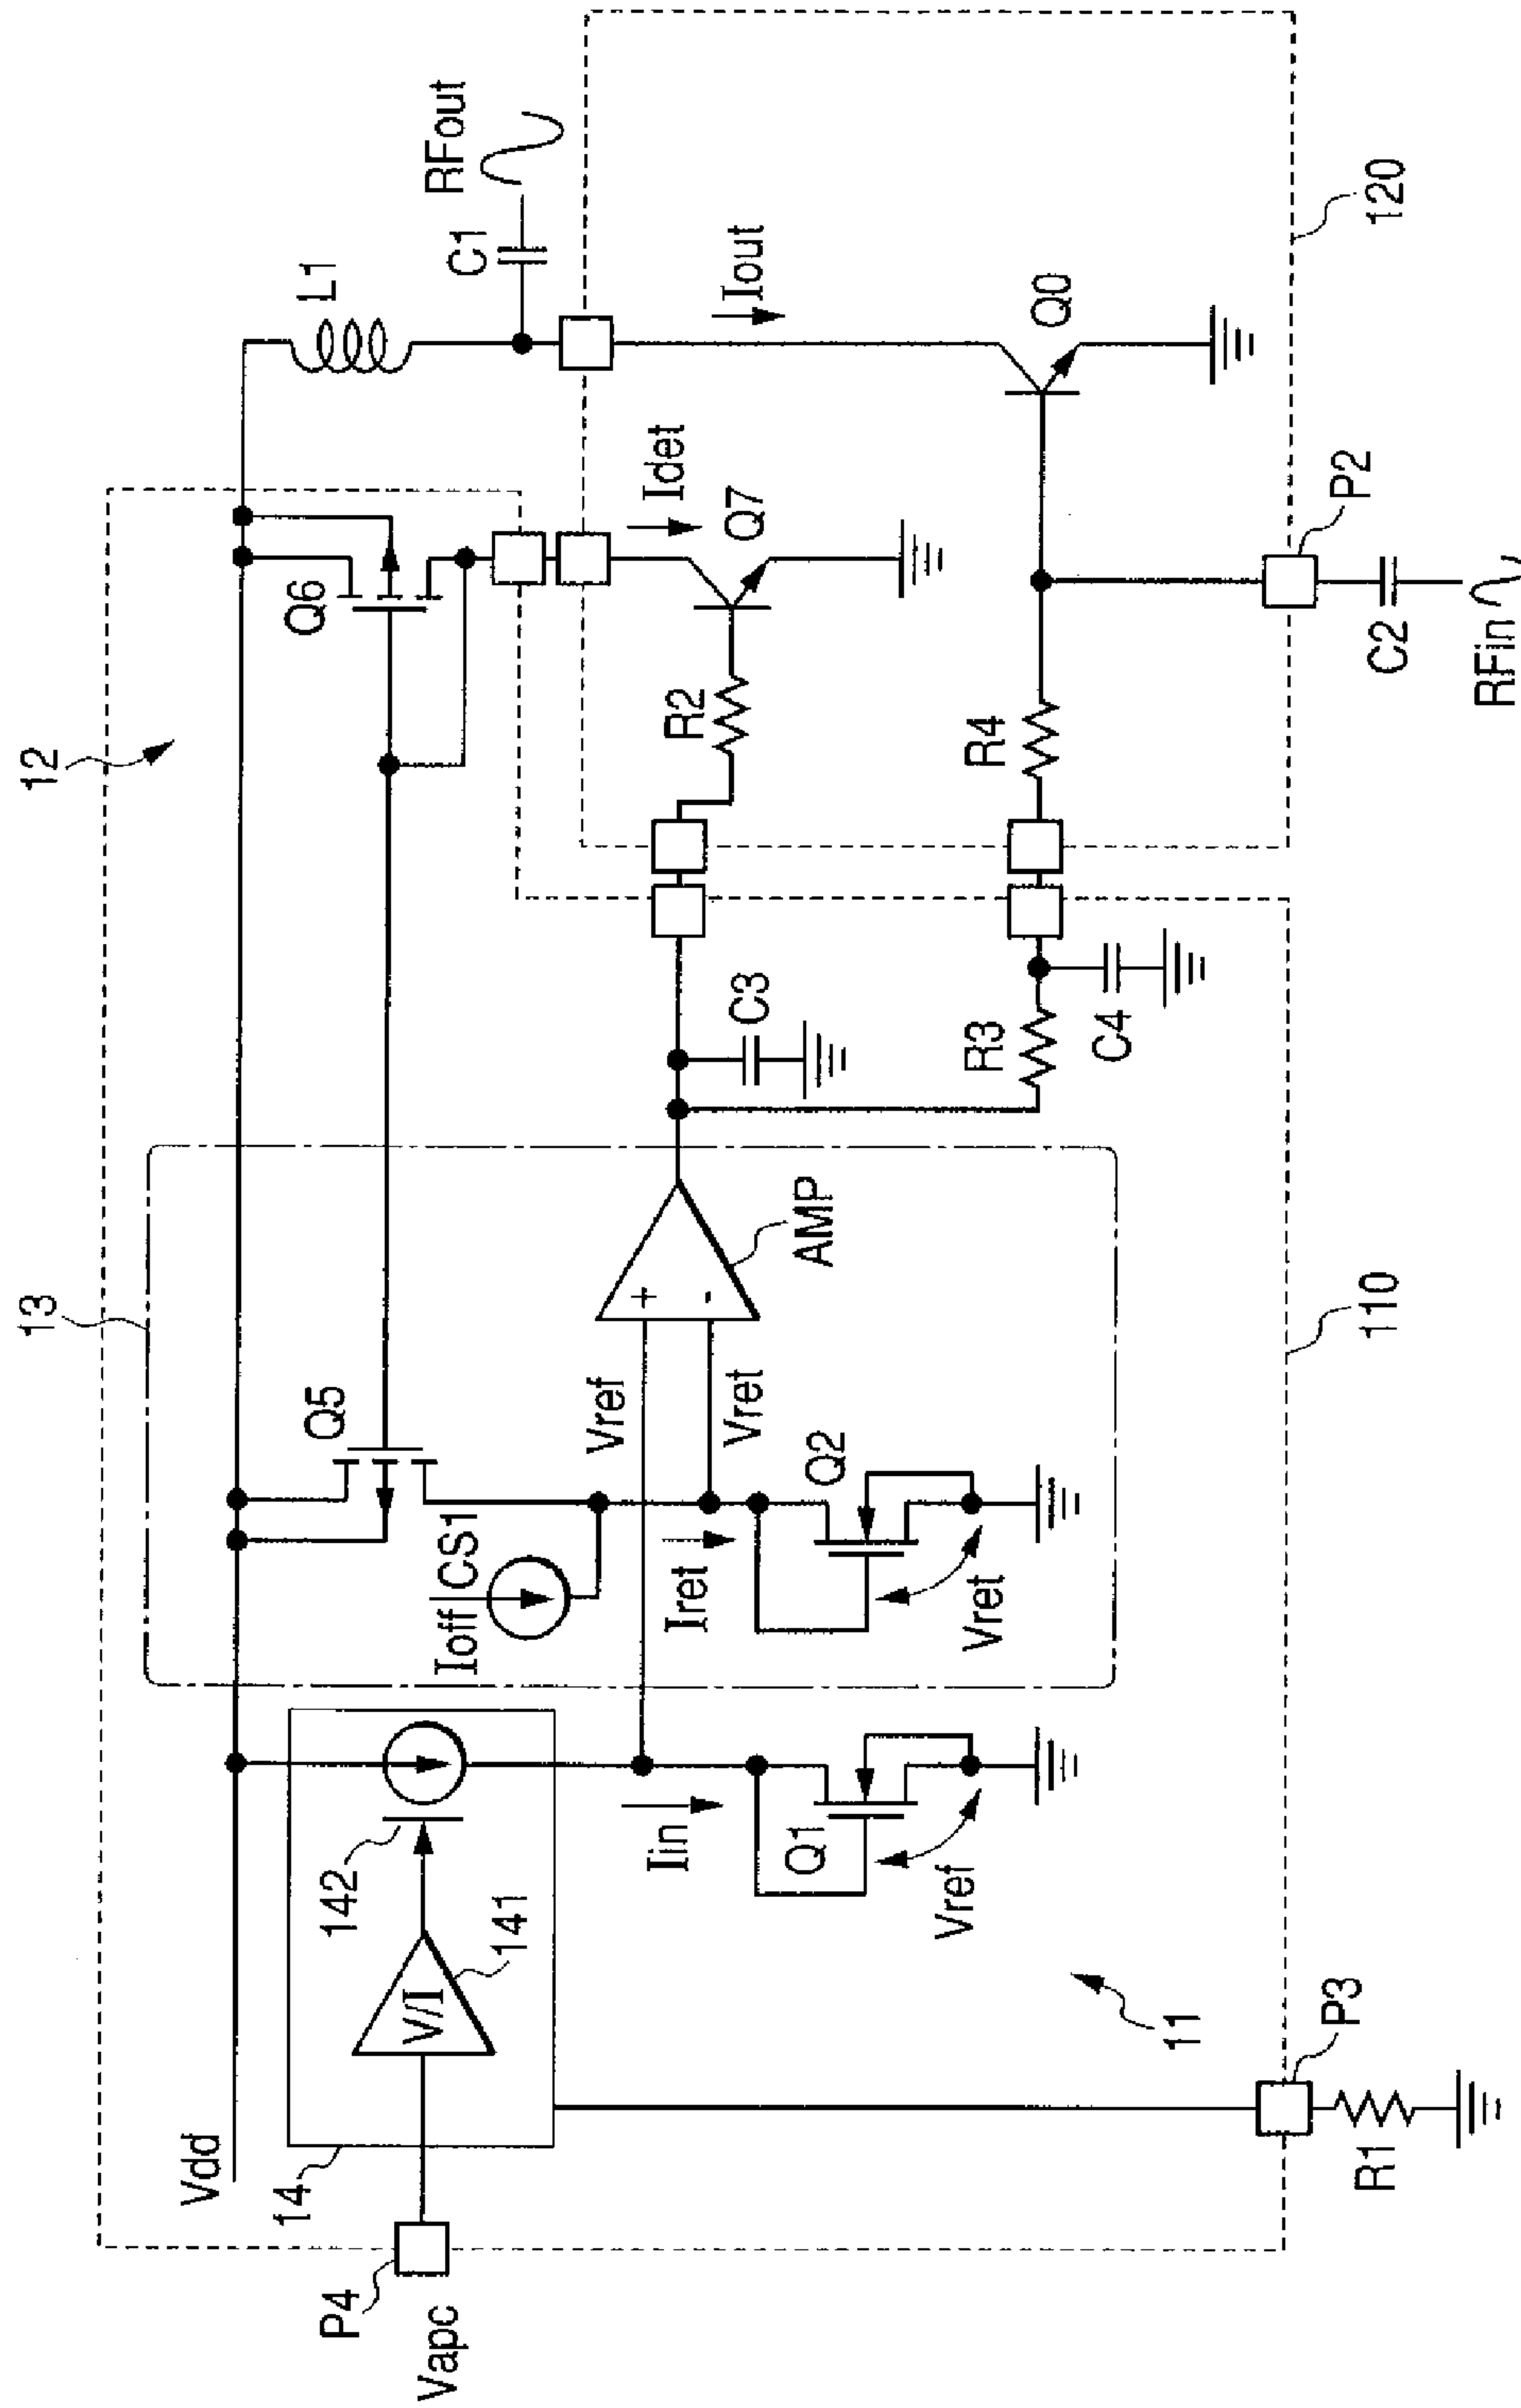 12
13
Vdd
L1
C1
RFout
Q6
Q5
Idet
Iout
Ioff
CS1
142
14
V/I
141
P4
Vapc
Vref
Vret
+
-
AMP
R2
Q7
C3
Iin
Iret
Q1
Q2
Vref
Vret
R3
C4
R4
Q0
11
P3
R1
110
P2
C2
RFin
120